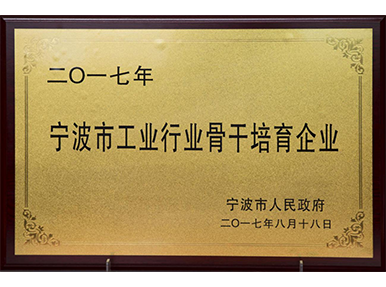 二〇一七年
宁波市工业行业骨干培育企业
宁波市人民政府
二〇一七年八月十八日